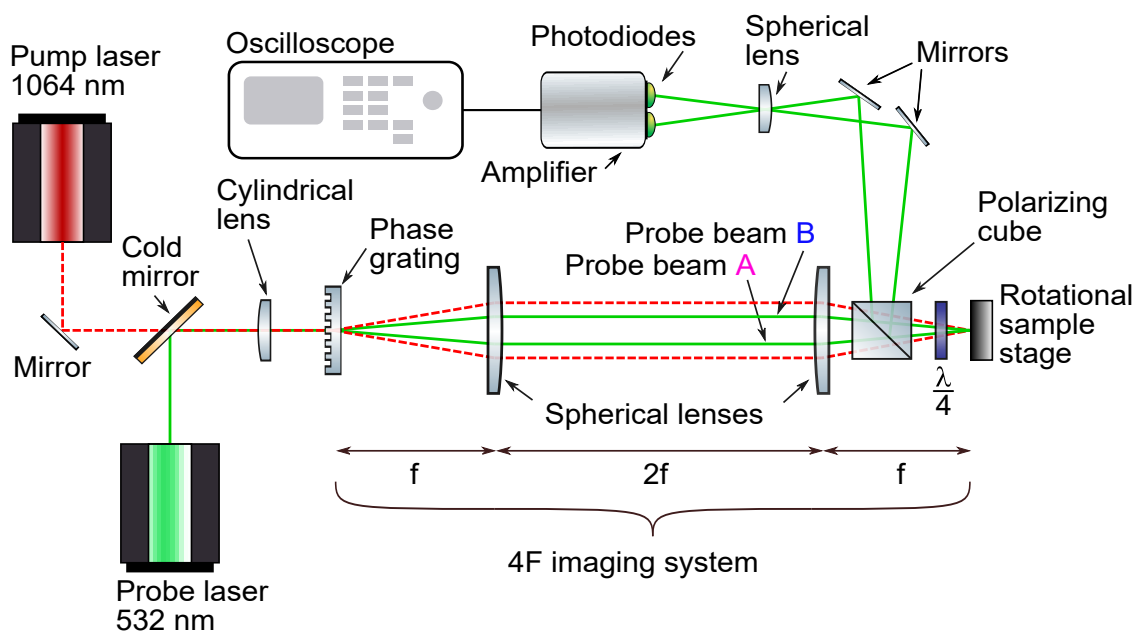 Pump laser
1064 nm
Oscilloscope
Photodiodes
Spherical
lens
Mirrors
Amplifier
Cylindrical
lens
Phase
grating
Cold
mirror
Probe beam B
Probe beam A
Polarizing
cube
Rotational
sample
stage
Mirror
λ
4
Spherical lenses
f
2f
f
4F imaging system
Probe laser
532 nm